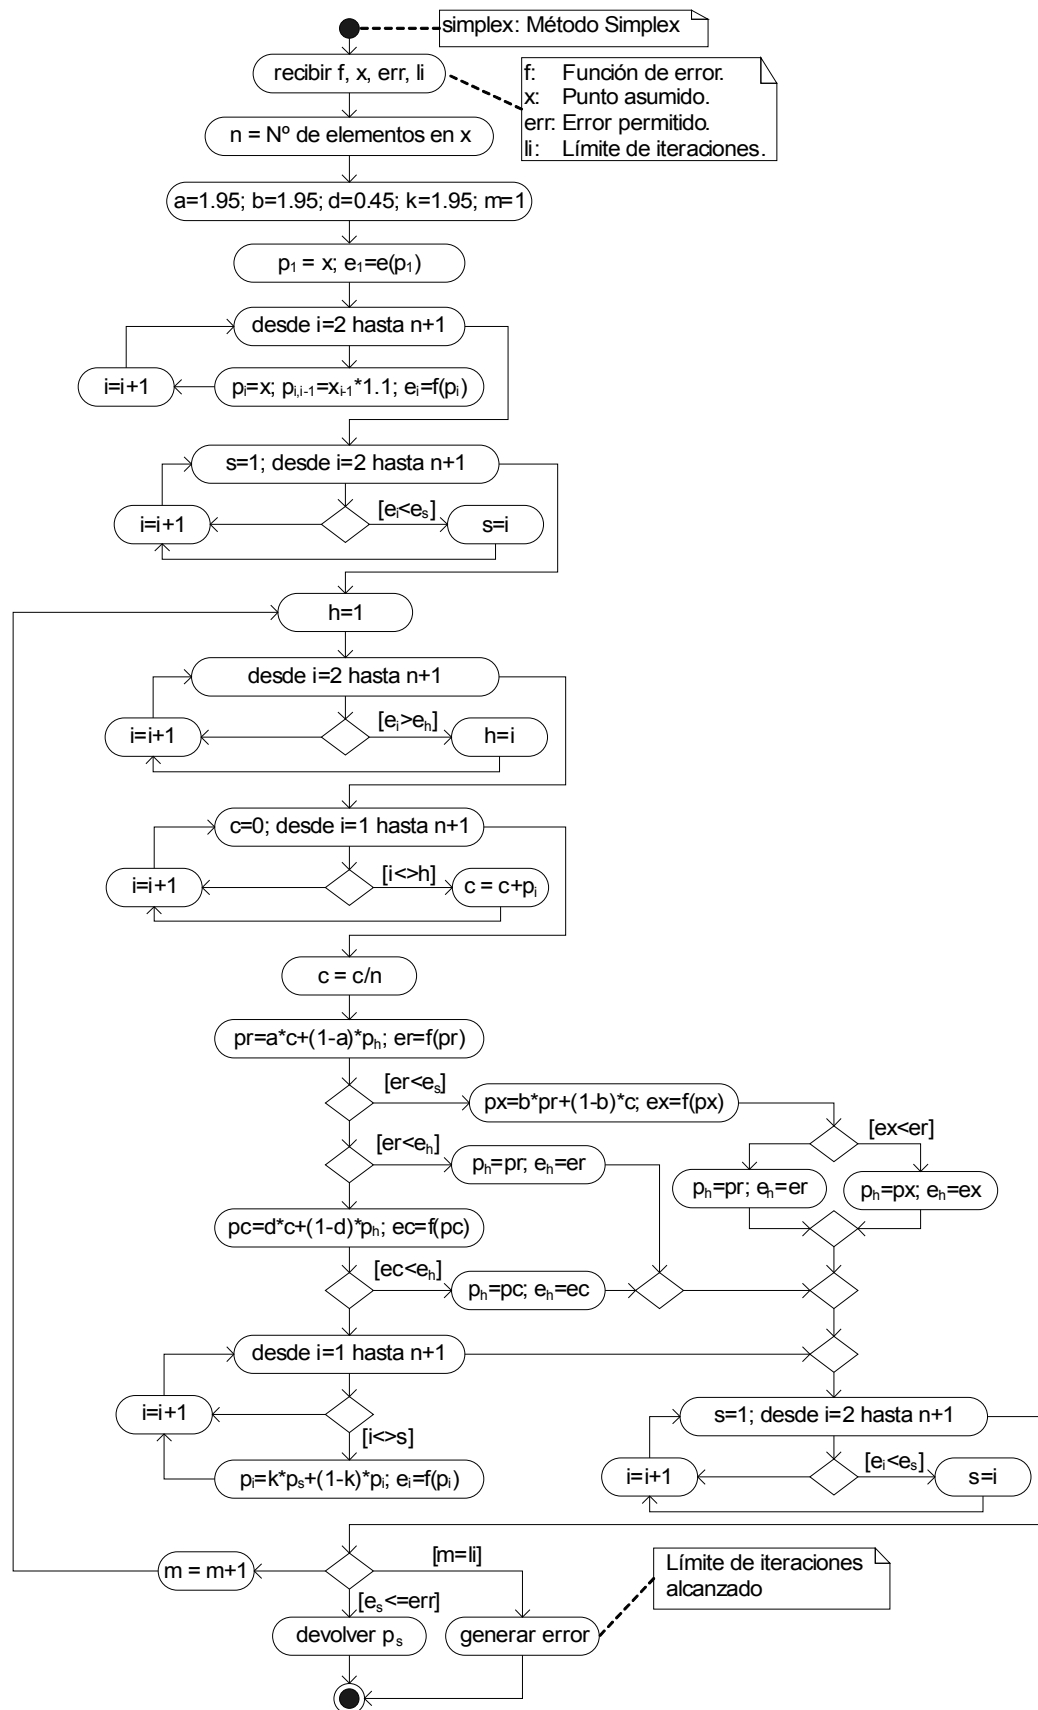 simplex: Método Simplex
recibir f, x, err, li
f: Función de error.
x: Punto asumido.
err: Error permitido.
li: Límite de iteraciones.
n = Nº de elementos en x
a=1.95; b=1.95; d=0.45; k=1.95; m=1
p₁ = x; e₁=e(p₁)
desde i=2 hasta n+1
i=i+1
pᵢ=x; pᵢ,ᵢ₋₁=xᵢ₋₁*1.1; eᵢ=f(pᵢ)
s=1; desde i=2 hasta n+1
[eᵢ<eₛ]
i=i+1
s=i
h=1
desde i=2 hasta n+1
[eᵢ>eₕ]
i=i+1
h=i
c=0; desde i=1 hasta n+1
[i<>h]
i=i+1
c = c+pᵢ
c = c/n
pr=a*c+(1-a)*pₕ; er=f(pr)
[er<eₛ]
px=b*pr+(1-b)*c; ex=f(px)
[ex<er]
[er<eₕ]
pₕ=pr; eₕ=er
pₕ=pr; eₕ=er
pₕ=px; eₕ=ex
pc=d*c+(1-d)*pₕ; ec=f(pc)
[ec<eₕ]
pₕ=pc; eₕ=ec
desde i=1 hasta n+1
i=i+1
[i<>s]
pᵢ=k*pₛ+(1-k)*pᵢ; eᵢ=f(pᵢ)
s=1; desde i=2 hasta n+1
[eᵢ<eₛ]
i=i+1
s=i
m = m+1
[m=li]
[eₛ<=err]
Límite de iteraciones
alcanzado
devolver pₛ
generar error